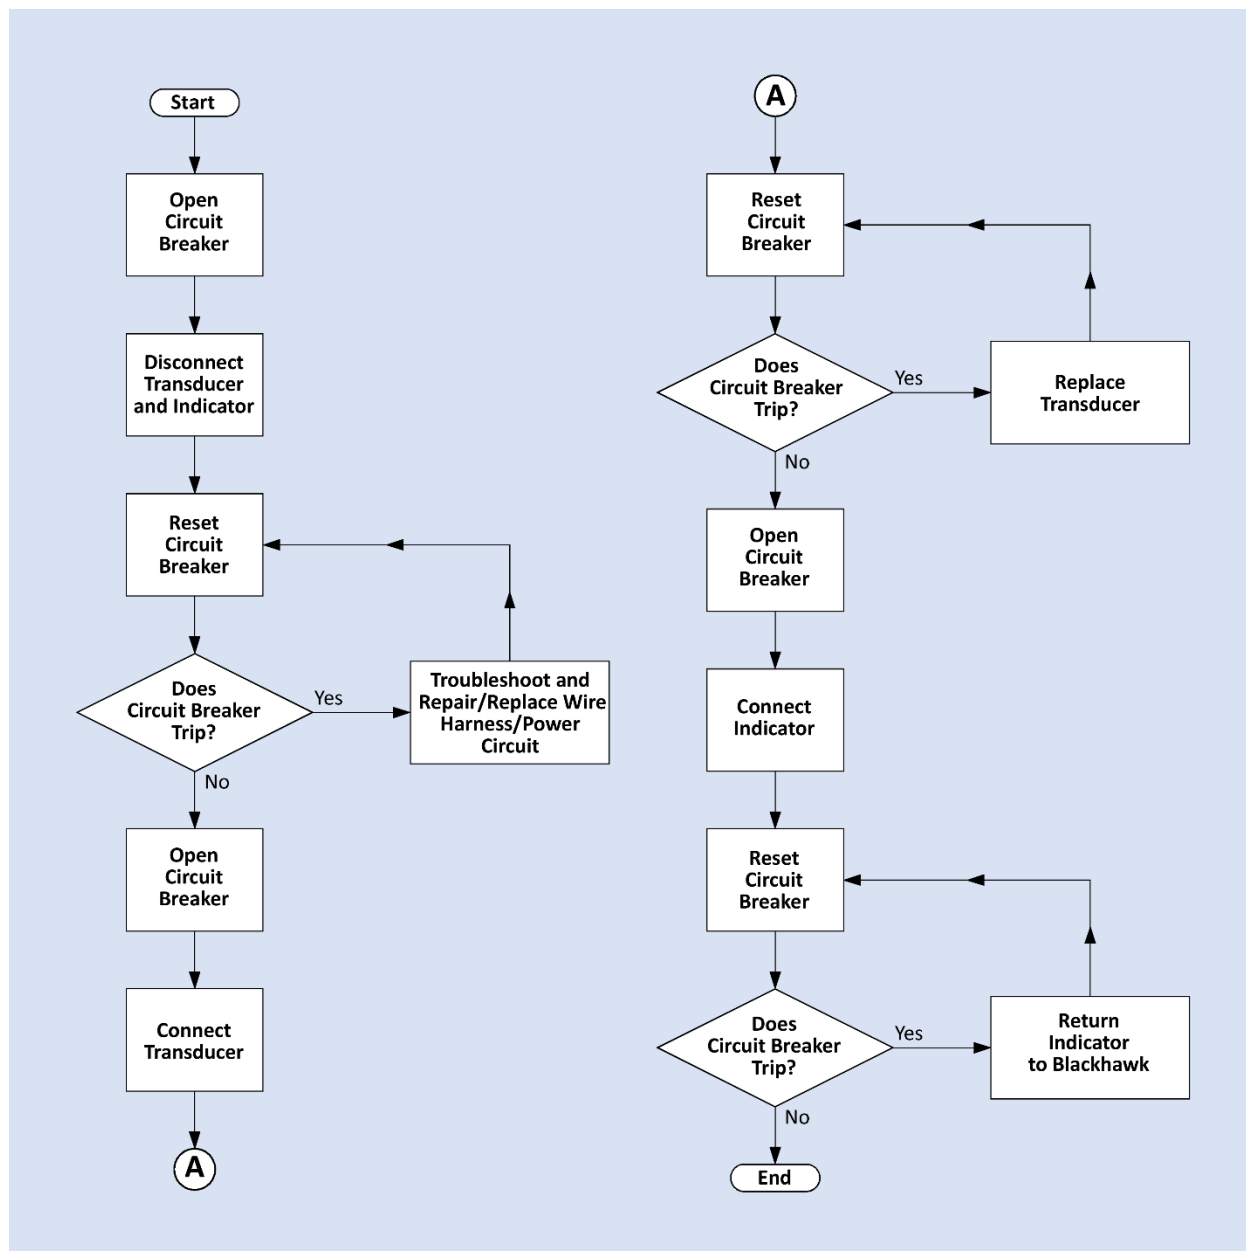 Start
Open
Circuit
Breaker
Disconnect
Transducer
and Indicator
Reset
Circuit
Breaker
Does
Circuit Breaker
Trip?
Yes
Troubleshoot and
Repair/Replace Wire
Harness/Power
Circuit
No
Open
Circuit
Breaker
Connect
Transducer
A
A
Reset
Circuit
Breaker
Does
Circuit Breaker
Trip?
Yes
Replace
Transducer
No
Open
Circuit
Breaker
Connect
Indicator
Reset
Circuit
Breaker
Does
Circuit Breaker
Trip?
Yes
Return
Indicator
to Blackhawk
No
End